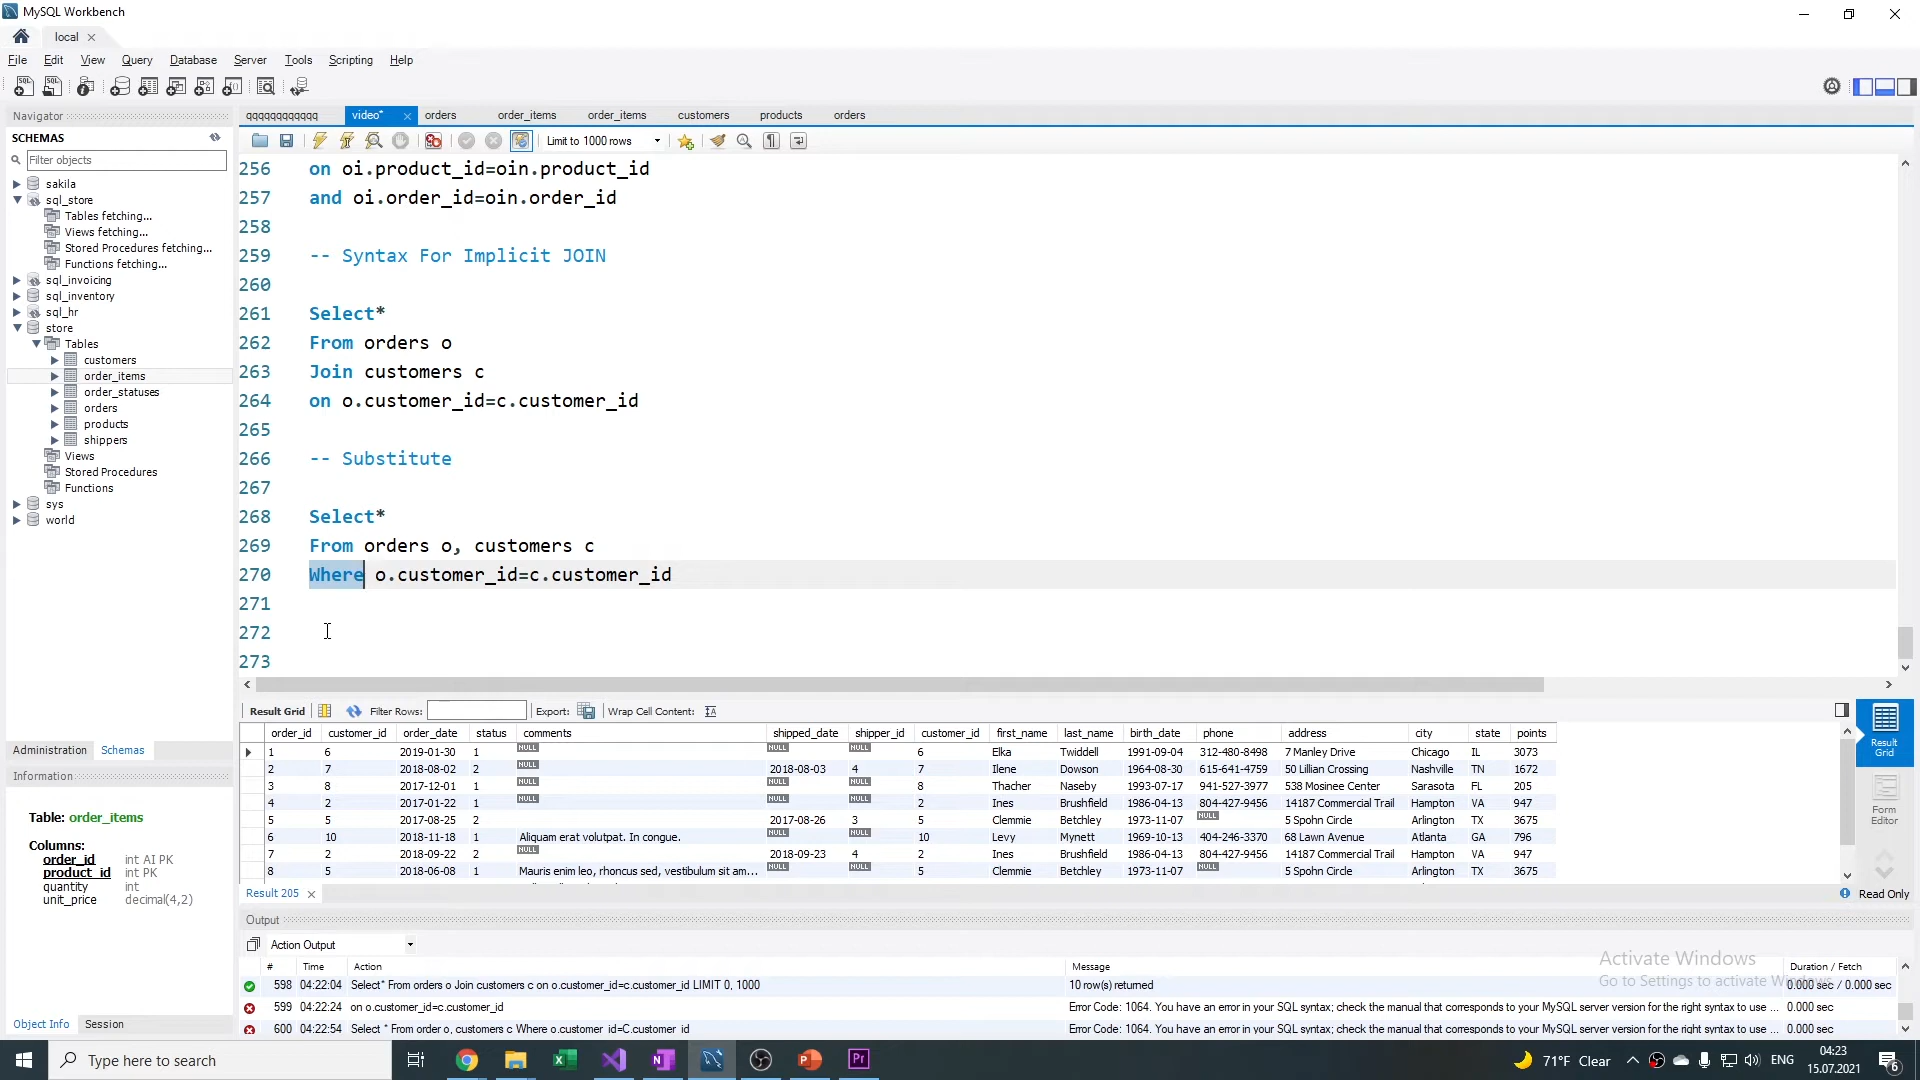 MySQL Workbench
local
File Edit View Query Database Server Tools Scripting Help
Navigator
SCHEMAS
Filter objects
sakila
sql_store
Tables fetching...
Views fetching...
Stored Procedures fetching...
Functions fetching...
sql_invoicing
sql_inventory
sql_hr
store
Tables
customers
order_items
order_statuses
orders
products
shippers
Views
Stored Procedures
Functions
sys
world
Administration Schemas
Information
Table: order_items
Columns:
order_id int AI PK
product_id int PK
quantity int
unit_price decimal(4,2)
Object Info Session
qqqqqqqqqqqq video* orders order_items order_items customers products orders
Limit to 1000 rows
256 on oi.product_id=oin.product_id
257 and oi.order_id=oin.order_id
258
259 -- Syntax For Implicit JOIN
260
261 Select*
262 From orders o
263 Join customers c
264 on o.customer_id=c.customer_id
265
266 -- Substitute
267
268 Select*
269 From orders o, customers c
270 Where o.customer_id=c.customer_id
271
272
273
Result Grid Filter Rows: Export: Wrap Cell Content:
order_id customer_id order_date status comments shipped_date shipper_id customer_id first_name last_name birth_date phone address city state points
1 6 2019-01-30 1 NULL NULL NULL 6 Elka Twiddell 1991-09-04 312-480-8498 7 Manley Drive Chicago IL 3073
2 7 2018-08-02 2 NULL 2018-08-03 4 7 Ilene Dowson 1964-08-30 615-641-4759 50 Lillian Crossing Nashville TN 1672
3 8 2017-12-01 1 NULL NULL NULL 8 Thacher Naseby 1993-07-17 941-527-3977 538 Mosinee Center Sarasota FL 205
4 2 2017-01-22 1 NULL NULL NULL 2 Ines Brushfield 1986-04-13 804-427-9456 14187 Commercial Trail Hampton VA 947
5 5 2017-08-25 2 2017-08-26 3 5 Clemmie Betchley 1973-11-07 NULL 5 Spohn Circle Arlington TX 3675
6 10 2018-11-18 1 Aliquam erat volutpat. In congue. NULL NULL 10 Levy Mynett 1969-10-13 404-246-3370 68 Lawn Avenue Atlanta GA 796
7 2 2018-09-22 2 NULL 2018-09-23 4 2 Ines Brushfield 1986-04-13 804-427-9456 14187 Commercial Trail Hampton VA 947
8 5 2018-06-08 1 Mauris enim leo, rhoncus sed, vestibulum sit am... NULL NULL 5 Clemmie Betchley 1973-11-07 NULL 5 Spohn Circle Arlington TX 3675
Result Grid
Form Editor
Result 205
Read Only
Output
Action Output
# Time Action Message Duration / Fetch
598 04:22:04 Select* From orders o Join customers c on o.customer_id=c.customer_id LIMIT 0, 1000 10 row(s) returned 0.000 sec / 0.000 sec
599 04:22:24 on o.customer_id=c.customer_id Error Code: 1064. You have an error in your SQL syntax; check the manual that corresponds to your MySQL server version for the right syntax to use ... 0.000 sec
600 04:22:54 Select * From order o, customers c Where o.customer_id=C.customer_id Error Code: 1064. You have an error in your SQL syntax; check the manual that corresponds to your MySQL server version for the right syntax to use ... 0.000 sec
Activate Windows
Go to Settings to activate Windows.
Type here to search
71°F Clear
ENG
04:23
15.07.2021
6